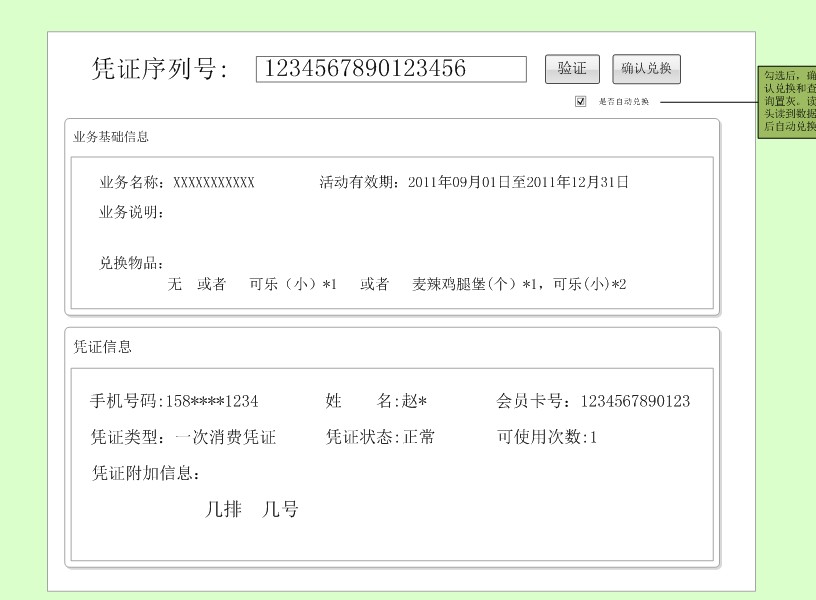 凭证序列号: 1234567890123456 验证 确认兑换
是否自动兑换
勾选后，确
认兑换和查
询置灰。读
头读到数据
后自动兑换
业务基础信息
业务名称: XXXXXXXXXXX 活动有效期: 2011年09月01日至2011年12月31日
业务说明:
兑换物品:
无 或者 可乐（小）*1 或者 麦辣鸡腿堡(个）*1, 可乐(小)*2
凭证信息
手机号码:158****1234 姓 名:赵* 会员卡号: 1234567890123
凭证类型: 一次消费凭证 凭证状态:正常 可使用次数:1
凭证附加信息:
几排 几号